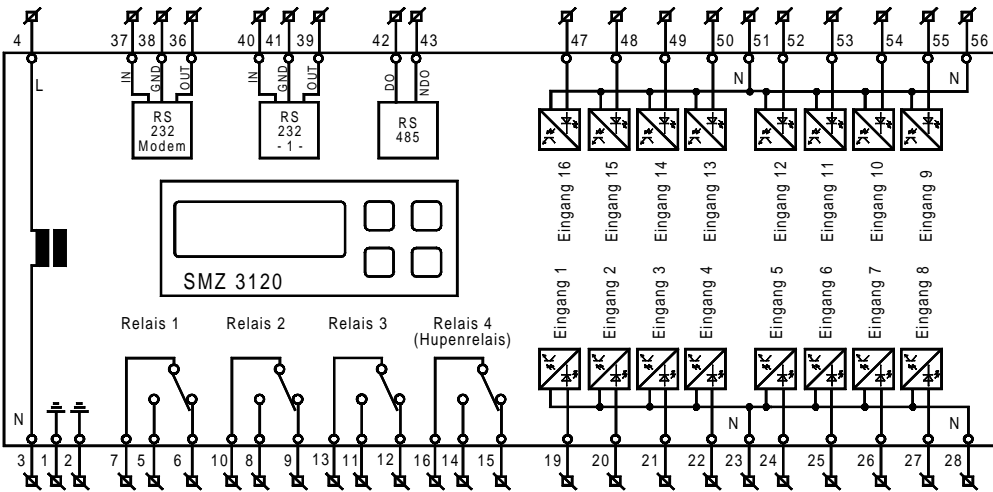 4 37 38 36 40 41 39 42 43 47 48 49 50 51 52 53 54 55 56
L IN GND OUT IN GND OUT DO NDO N N
RS
232
Modem
RS
232
- 1 -
RS
485
Eingang 16
Eingang 15
Eingang 14
Eingang 13
Eingang 12
Eingang 11
Eingang 10
Eingang 9
SMZ 3120
Eingang 1
Eingang 2
Eingang 3
Eingang 4
Eingang 5
Eingang 6
Eingang 7
Eingang 8
Relais 1
Relais 2
Relais 3
Relais 4
(Hupenrelais)
N N N
3 1 2 7 5 6 10 8 9 13 11 12 16 14 15 19 20 21 22 23 24 25 26 27 28